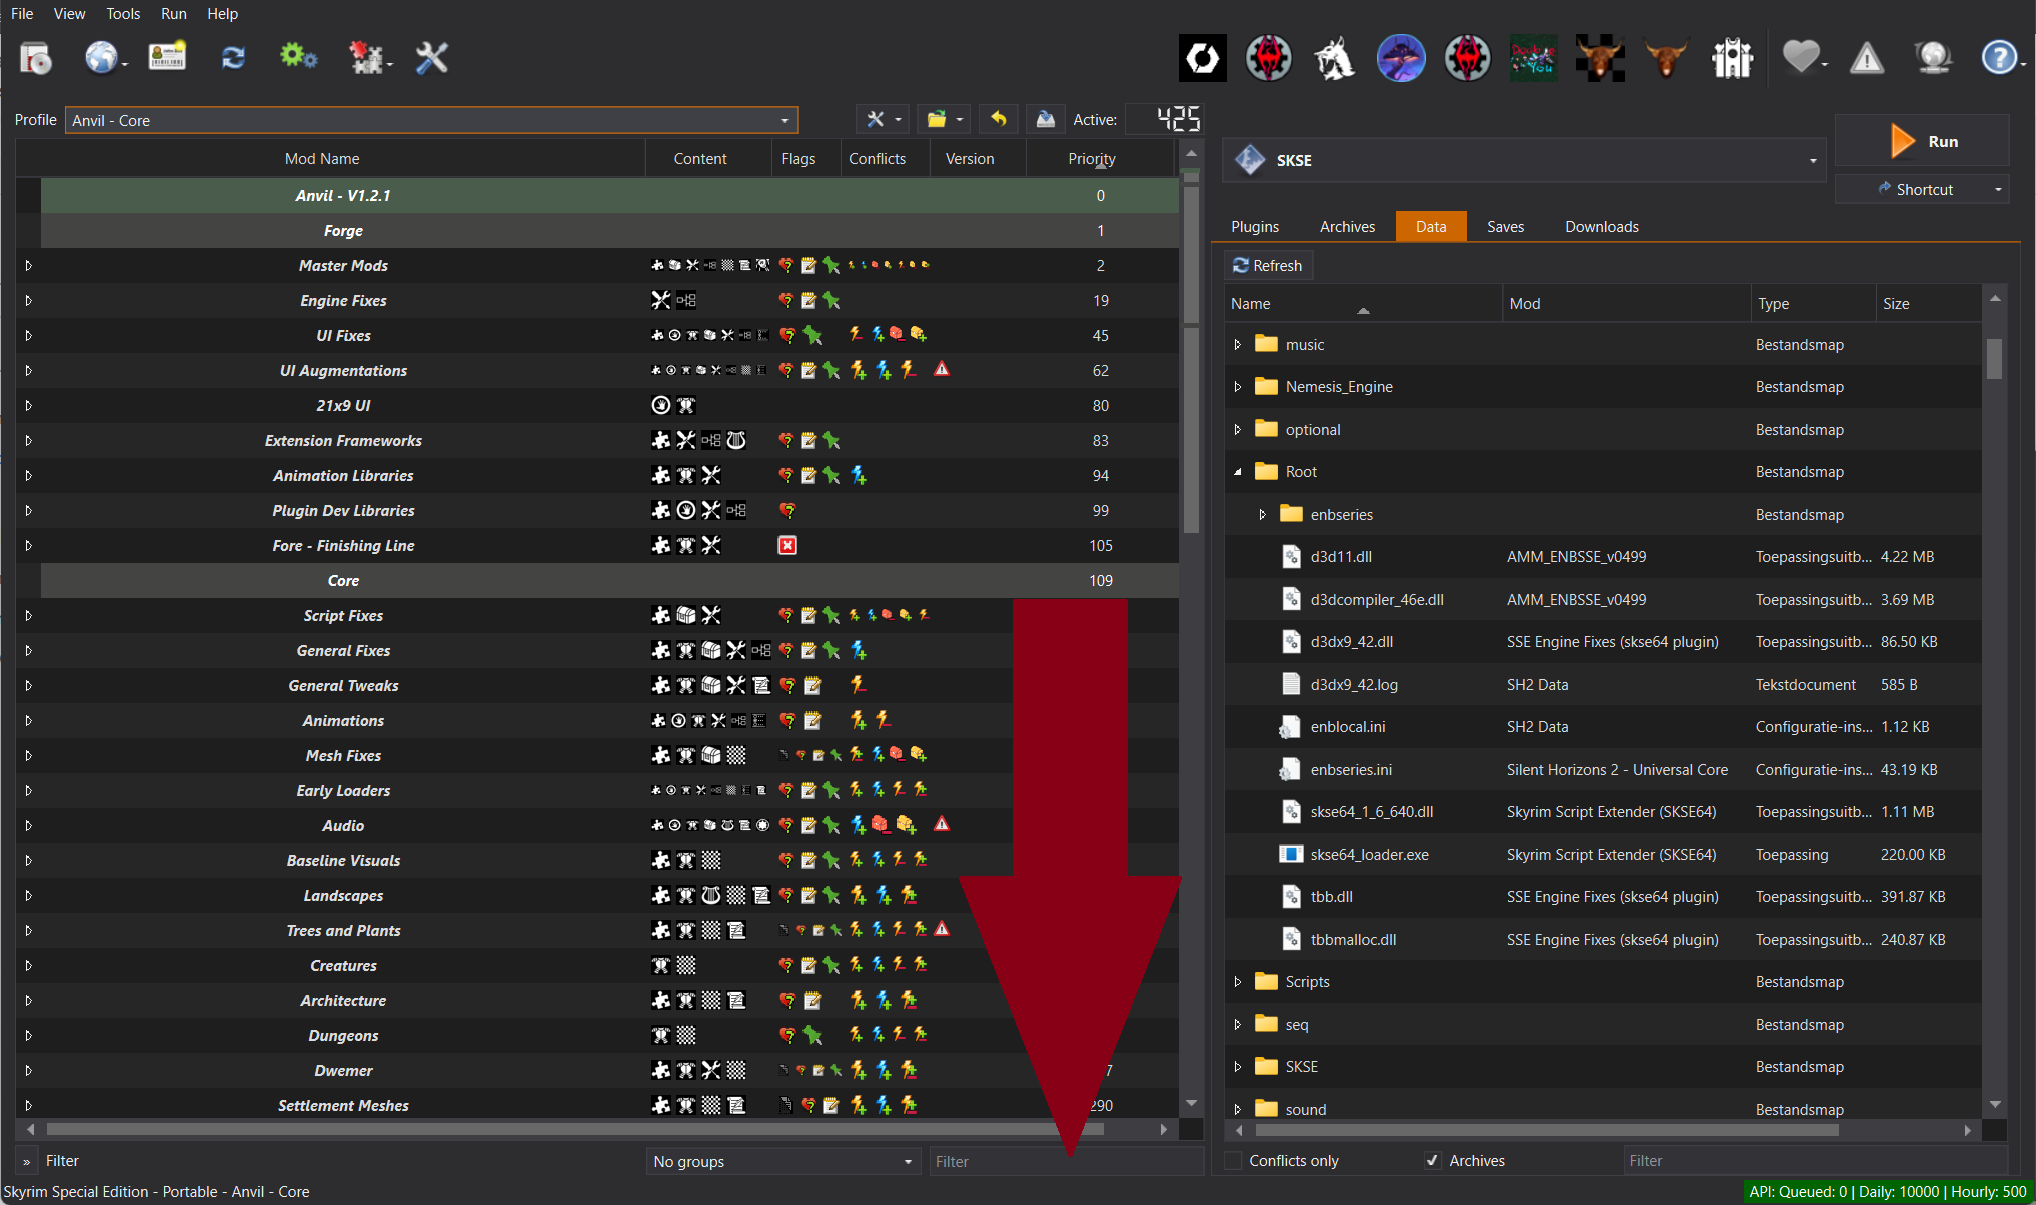 File View Tools Run Help
Profile Anvil - Core Active: 425
Mod Name Content Flags Conflicts Version Priority
Anvil - V1.2.1 0
Forge 1
Master Mods 2
Engine Fixes 19
UI Fixes 45
UI Augmentations 62
21x9 UI 80
Extension Frameworks 83
Animation Libraries 94
Plugin Dev Libraries 99
Fore - Finishing Line 105
Core 109
Script Fixes
General Fixes
General Tweaks
Animations
Mesh Fixes
Early Loaders
Audio
Baseline Visuals
Landscapes
Trees and Plants
Creatures
Architecture
Dungeons
Dwemer 7
Settlement Meshes 290
» Filter No groups Filter
Skyrim Special Edition - Portable - Anvil - Core
Double You
SKSE
Run
Shortcut
Plugins Archives Data Saves Downloads
Refresh
Name Mod Type Size
music Bestandsmap
Nemesis_Engine Bestandsmap
optional Bestandsmap
Root Bestandsmap
enbseries Bestandsmap
d3d11.dll AMM_ENBSSE_v0499 Toepassingsuitb... 4.22 MB
d3dcompiler_46e.dll AMM_ENBSSE_v0499 Toepassingsuitb... 3.69 MB
d3dx9_42.dll SSE Engine Fixes (skse64 plugin) Toepassingsuitb... 86.50 KB
d3dx9_42.log SH2 Data Tekstdocument 585 B
enblocal.ini SH2 Data Configuratie-ins... 1.12 KB
enbseries.ini Silent Horizons 2 - Universal Core Configuratie-ins... 43.19 KB
skse64_1_6_640.dll Skyrim Script Extender (SKSE64) Toepassingsuitb... 1.11 MB
skse64_loader.exe Skyrim Script Extender (SKSE64) Toepassing 220.00 KB
tbb.dll SSE Engine Fixes (skse64 plugin) Toepassingsuitb... 391.87 KB
tbbmalloc.dll SSE Engine Fixes (skse64 plugin) Toepassingsuitb... 240.87 KB
Scripts Bestandsmap
seq Bestandsmap
SKSE Bestandsmap
sound Bestandsmap
Conflicts only Archives Filter
API: Queued: 0 | Daily: 10000 | Hourly: 500